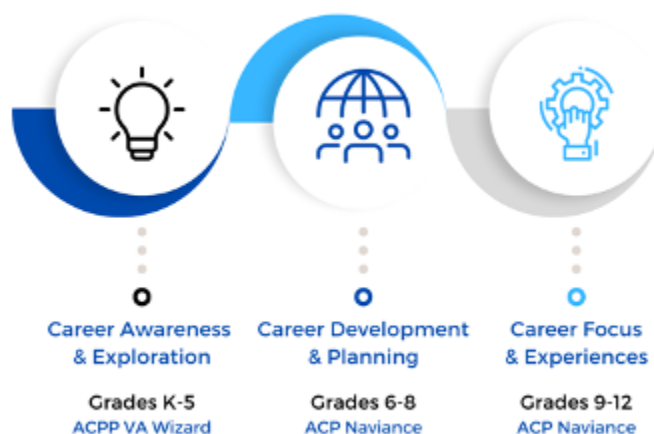 Career Awareness
& Exploration
Grades K-5
ACPP VA Wizard
Career Development
& Planning
Grades 6-8
ACP Naviance
Career Focus
& Experiences
Grades 9-12
ACP Naviance